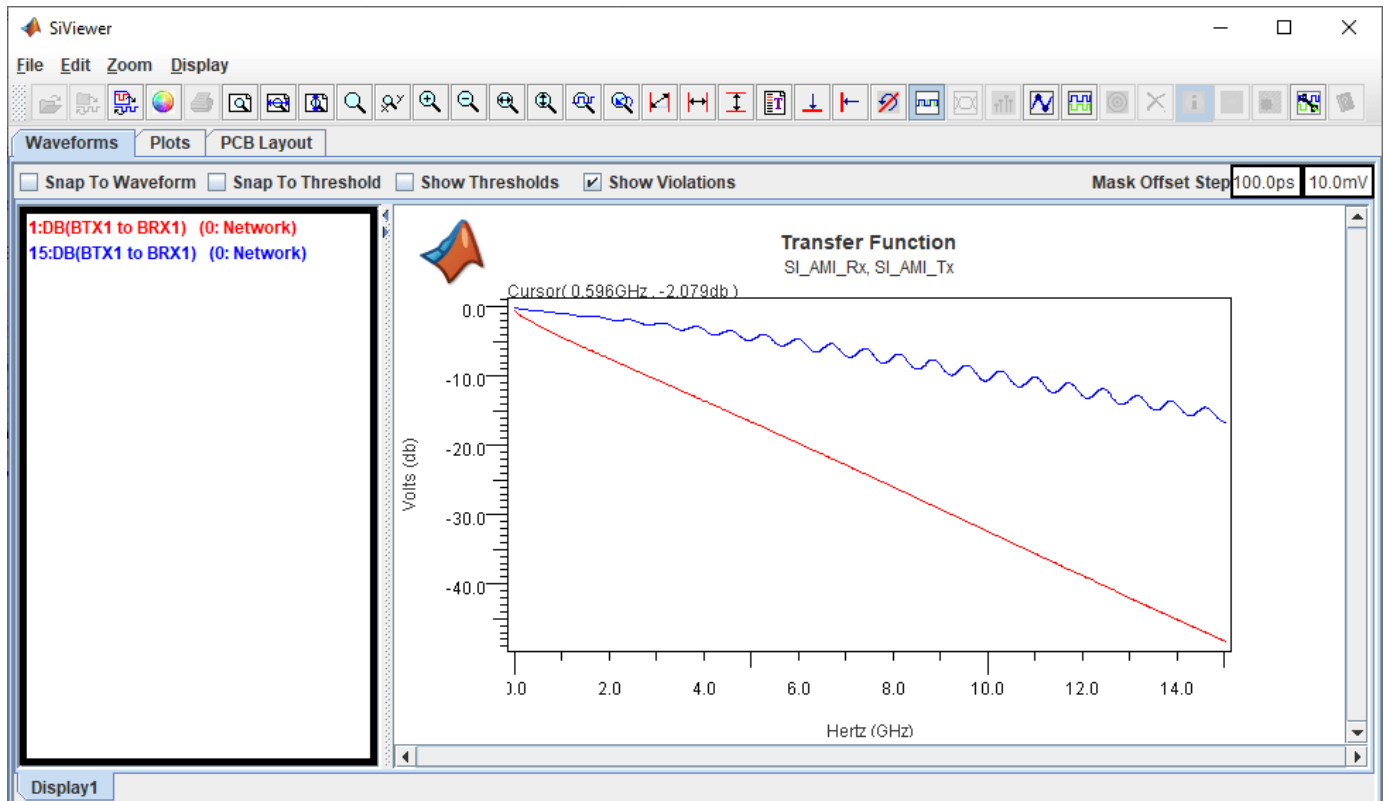 SiViewer
File Edit Zoom Display
Waveforms Plots PCB Layout
Snap To Waveform Snap To Threshold Show Thresholds Show Violations Mask Offset Step 100.0ps 10.0mV
1:DB(BTX1 to BRX1) (0: Network)
15:DB(BTX1 to BRX1) (0: Network)
Transfer Function
SI_AMI_Rx, SI_AMI_Tx
Cursor( 0.596GHz , -2.079db )
0.0
-10.0
-20.0
-30.0
-40.0
Volts (db)
0.0 2.0 4.0 6.0 8.0 10.0 12.0 14.0
Hertz (GHz)
Display1